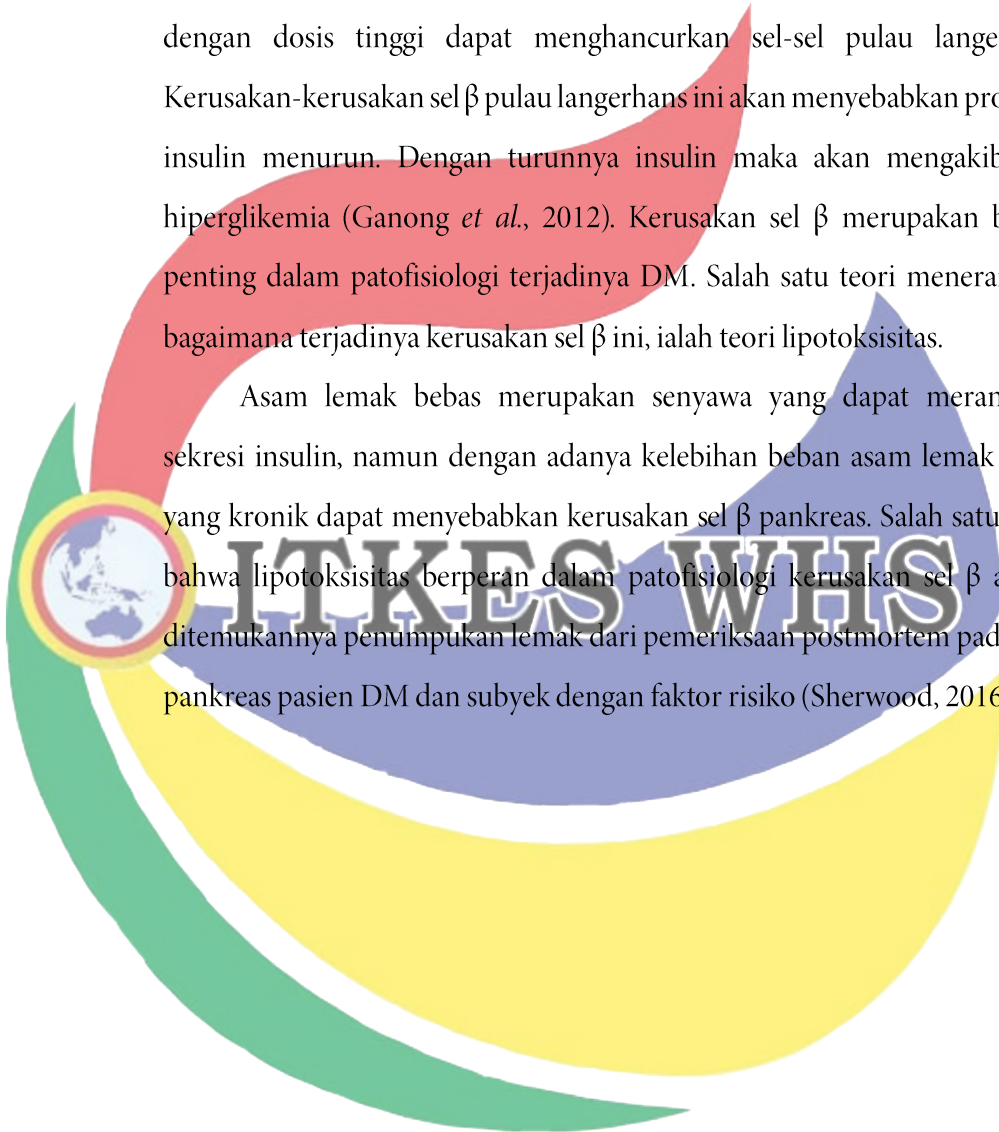 dengan dosis tinggi dapat menghancurkan sel-sel pulau lange
Kerusakan-kerusakan sel β pulau langerhans ini akan menyebabkan pro
insulin menurun. Dengan turunnya insulin maka akan mengakib
hiperglikemia (Ganong et al., 2012). Kerusakan sel β merupakan b
penting dalam patofisiologi terjadinya DM. Salah satu teori meneran
bagaimana terjadinya kerusakan sel β ini, ialah teori lipotoksisitas.
Asam lemak bebas merupakan senyawa yang dapat meran
sekresi insulin, namun dengan adanya kelebihan beban asam lemak
yang kronik dapat menyebabkan kerusakan sel β pankreas. Salah satu
ITKES WHS
bahwa lipotoksisitas berperan dalam patofisiologi kerusakan sel β a
ditemukannya penumpukan lemak dari pemeriksaan postmortem pad
pankreas pasien DM dan subyek dengan faktor risiko (Sherwood, 2016